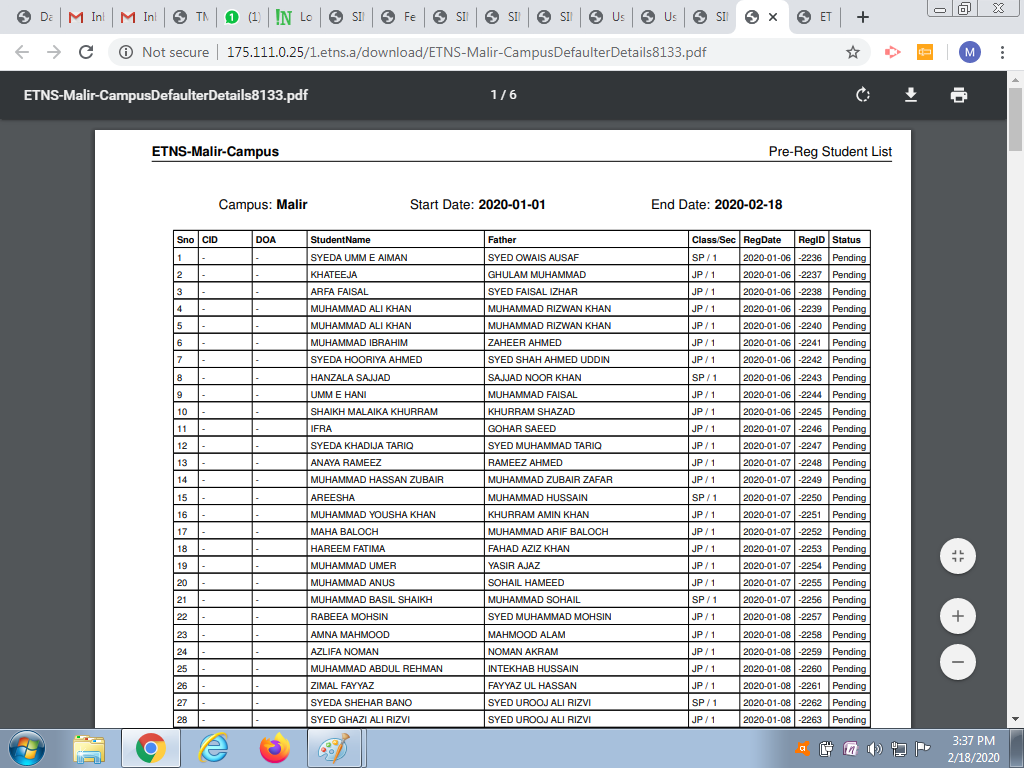 Da
Inl
Inl
TN
(1)
Lo
SII
Fe
SII
SII
SII
Us
Us
SII
ET
Not secure
175.111.0.25/1.etns.a/download/ETNS-Malir-CampusDefaulterDetails8133.pdf
M
ETNS-Malir-CampusDefaulterDetails8133.pdf
1 / 6
ETNS-Malir-Campus Pre-Reg Student List
Campus: Malir Start Date: 2020-01-01 End Date: 2020-02-18
Sno CID DOA StudentName Father Class/Sec RegDate RegID Status
1 - - SYEDA UMM E AIMAN SYED OWAIS AUSAF SP / 1 2020-01-06 -2236 Pending
2 - - KHATEEJA GHULAM MUHAMMAD JP / 1 2020-01-06 -2237 Pending
3 - - ARFA FAISAL SYED FAISAL IZHAR JP / 1 2020-01-06 -2238 Pending
4 - - MUHAMMAD ALI KHAN MUHAMMAD RIZWAN KHAN JP / 1 2020-01-06 -2239 Pending
5 - - MUHAMMAD ALI KHAN MUHAMMAD RIZWAN KHAN JP / 1 2020-01-06 -2240 Pending
6 - - MUHAMMAD IBRAHIM ZAHEER AHMED JP / 1 2020-01-06 -2241 Pending
7 - - SYEDA HOORIYA AHMED SYED SHAH AHMED UDDIN JP / 1 2020-01-06 -2242 Pending
8 - - HANZALA SAJJAD SAJJAD NOOR KHAN SP / 1 2020-01-06 -2243 Pending
9 - - UMM E HANI MUHAMMAD FAISAL JP / 1 2020-01-06 -2244 Pending
10 - - SHAIKH MALAIKA KHURRAM KHURRAM SHAZAD JP / 1 2020-01-06 -2245 Pending
11 - - IFRA GOHAR SAEED JP / 1 2020-01-07 -2246 Pending
12 - - SYEDA KHADIJA TARIQ SYED MUHAMMAD TARIQ JP / 1 2020-01-07 -2247 Pending
13 - - ANAYA RAMEEZ RAMEEZ AHMED JP / 1 2020-01-07 -2248 Pending
14 - - MUHAMMAD HASSAN ZUBAIR MUHAMMAD ZUBAIR ZAFAR JP / 1 2020-01-07 -2249 Pending
15 - - AREESHA MUHAMMAD HUSSAIN SP / 1 2020-01-07 -2250 Pending
16 - - MUHAMMAD YOUSHA KHAN KHURRAM AMIN KHAN JP / 1 2020-01-07 -2251 Pending
17 - - MAHA BALOCH MUHAMMAD ARIF BALOCH JP / 1 2020-01-07 -2252 Pending
18 - - HAREEM FATIMA FAHAD AZIZ KHAN JP / 1 2020-01-07 -2253 Pending
19 - - MUHAMMAD UMER YASIR AJAZ JP / 1 2020-01-07 -2254 Pending
20 - - MUHAMMAD ANUS SOHAIL HAMEED JP / 1 2020-01-07 -2255 Pending
21 - - MUHAMMAD BASIL SHAIKH MUHAMMAD SOHAIL SP / 1 2020-01-07 -2256 Pending
22 - - RABEEA MOHSIN SYED MUHAMMAD MOHSIN JP / 1 2020-01-08 -2257 Pending
23 - - AMNA MAHMOOD MAHMOOD ALAM JP / 1 2020-01-08 -2258 Pending
24 - - AZLIFA NOMAN NOMAN AKRAM JP / 1 2020-01-08 -2259 Pending
25 - - MUHAMMAD ABDUL REHMAN INTEKHAB HUSSAIN JP / 1 2020-01-08 -2260 Pending
26 - - ZIMAL FAYYAZ FAYYAZ UL HASSAN JP / 1 2020-01-08 -2261 Pending
27 - - SYEDA SHEHAR BANO SYED UROOJ ALI RIZVI SP / 1 2020-01-08 -2262 Pending
28 - - SYED GHAZI ALI RIZVI SYED UROOJ ALI RIZVI JP / 1 2020-01-08 -2263 Pending
3:37 PM
2/18/2020